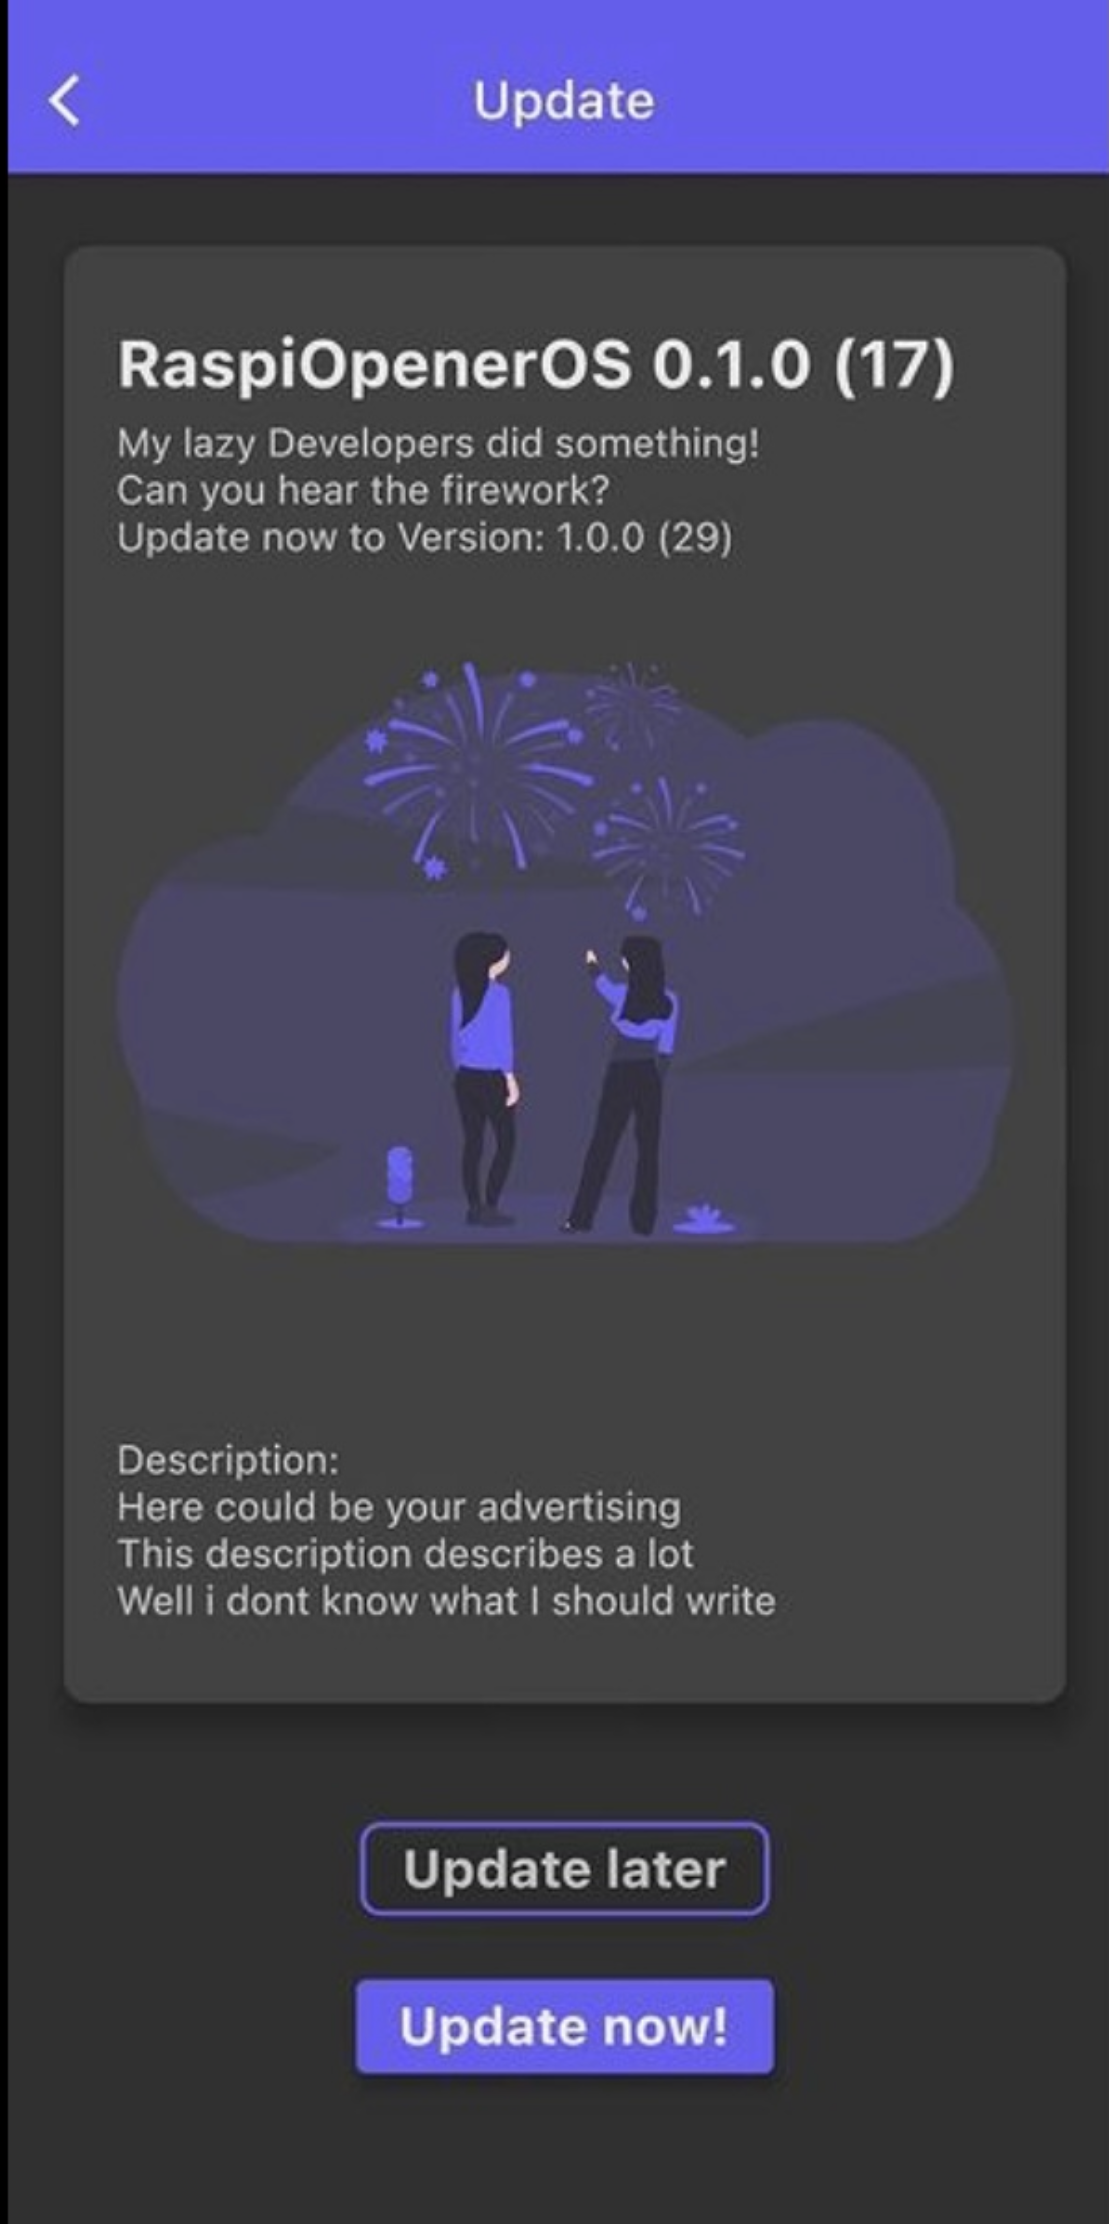 Update
RaspiOpenerOS 0.1.0 (17)
My lazy Developers did something!
Can you hear the firework?
Update now to Version: 1.0.0 (29)
Description:
Here could be your advertising
This description describes a lot
Well i dont know what I should write
Update later
Update now!